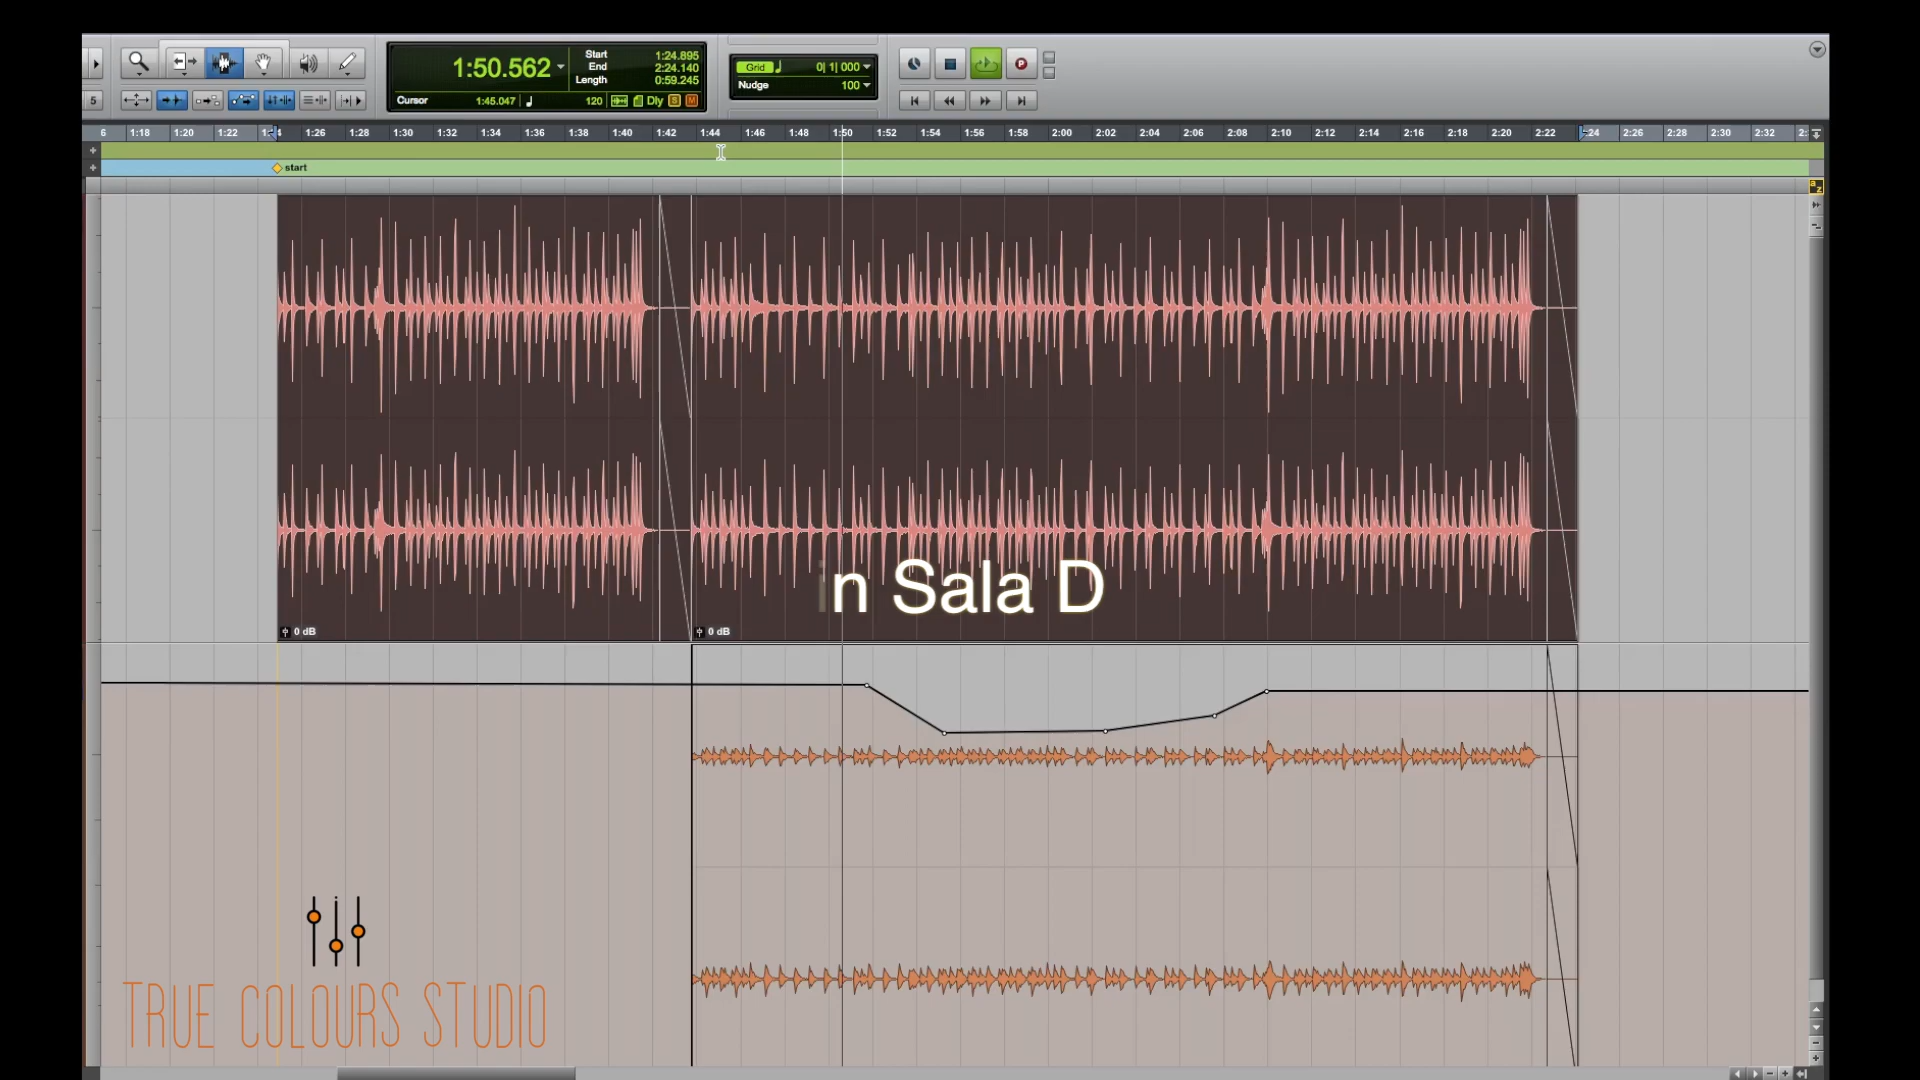 1:50.562
Start 1:24.895
End 2:24.140
Length 0:59.245
Cursor 1:45.047 120 Dly S M
Grid 0| 1| 000
Nudge 100
5
6 1:18 1:20 1:22 1:26 1:28 1:30 1:32 1:34 1:36 1:38 1:40 1:42 1:44 1:46 1:48 1:50 1:52 1:54 1:56 1:58 2:00 2:02 2:04 2:06 2:08 2:10 2:12 2:14 2:16 2:18 2:20 2:22 2:24 2:26 2:28 2:30 2:32 2:
start
in Sala D
0 dB 0 dB
TRUE COLOURS STUDIO